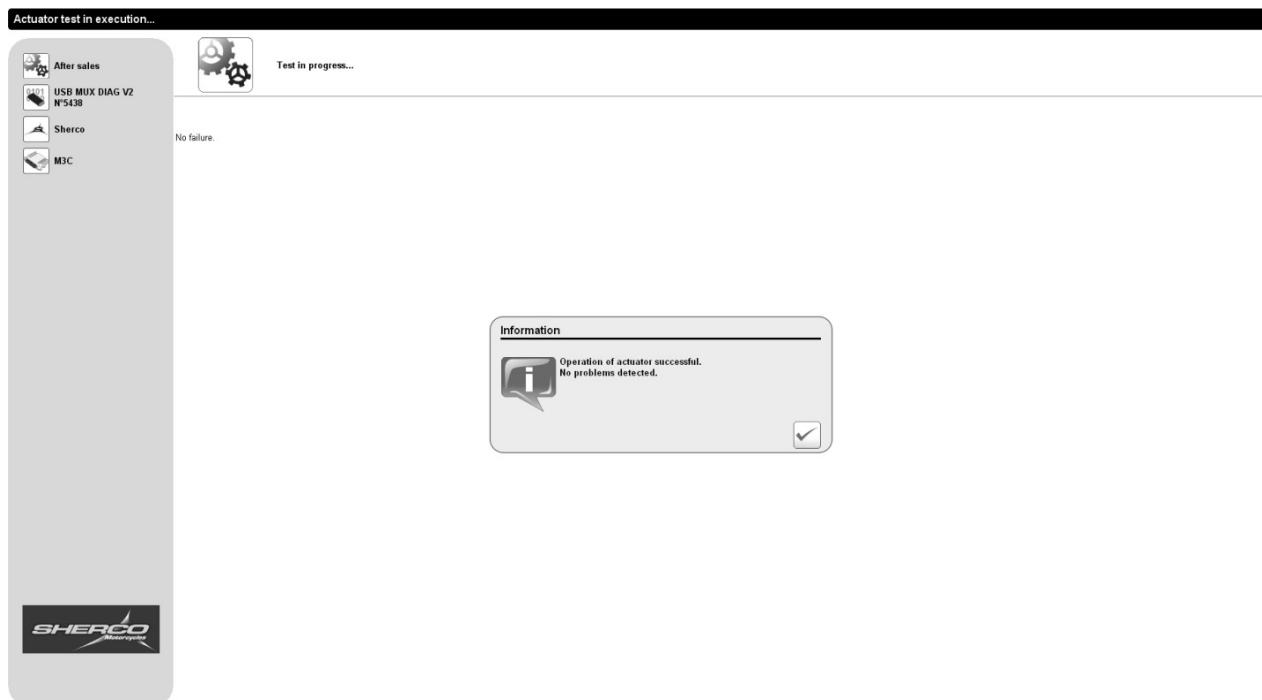 Actuator test in execution...
After sales
USB MUX DIAG V2
N°5438
Sherco
M3C
Test in progress...
No failure.
Information
Operation of actuator successful.
No problems detected.
SHERCO
Motorcycles